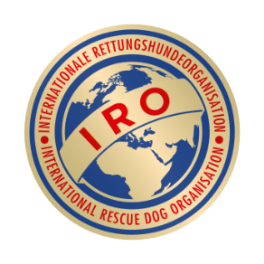 • INTERNATIONALE RETTUNGSHUNDEORGANISATION •
IRO
INTERNATIONAL RESCUE DOG ORGANISATION